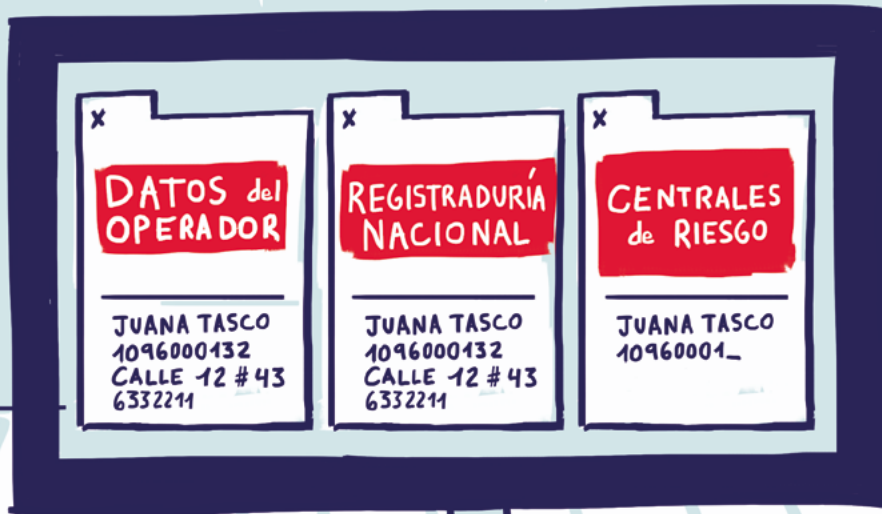 x
DATOS del
OPERADOR
JUANA TASCO
1096000132
CALLE 12 # 43
6332211
x
REGISTRADURÍA
NACIONAL
JUANA TASCO
1096000132
CALLE 12 # 43
6332211
x
CENTRALES
de RIESGO
JUANA TASCO
10960001_